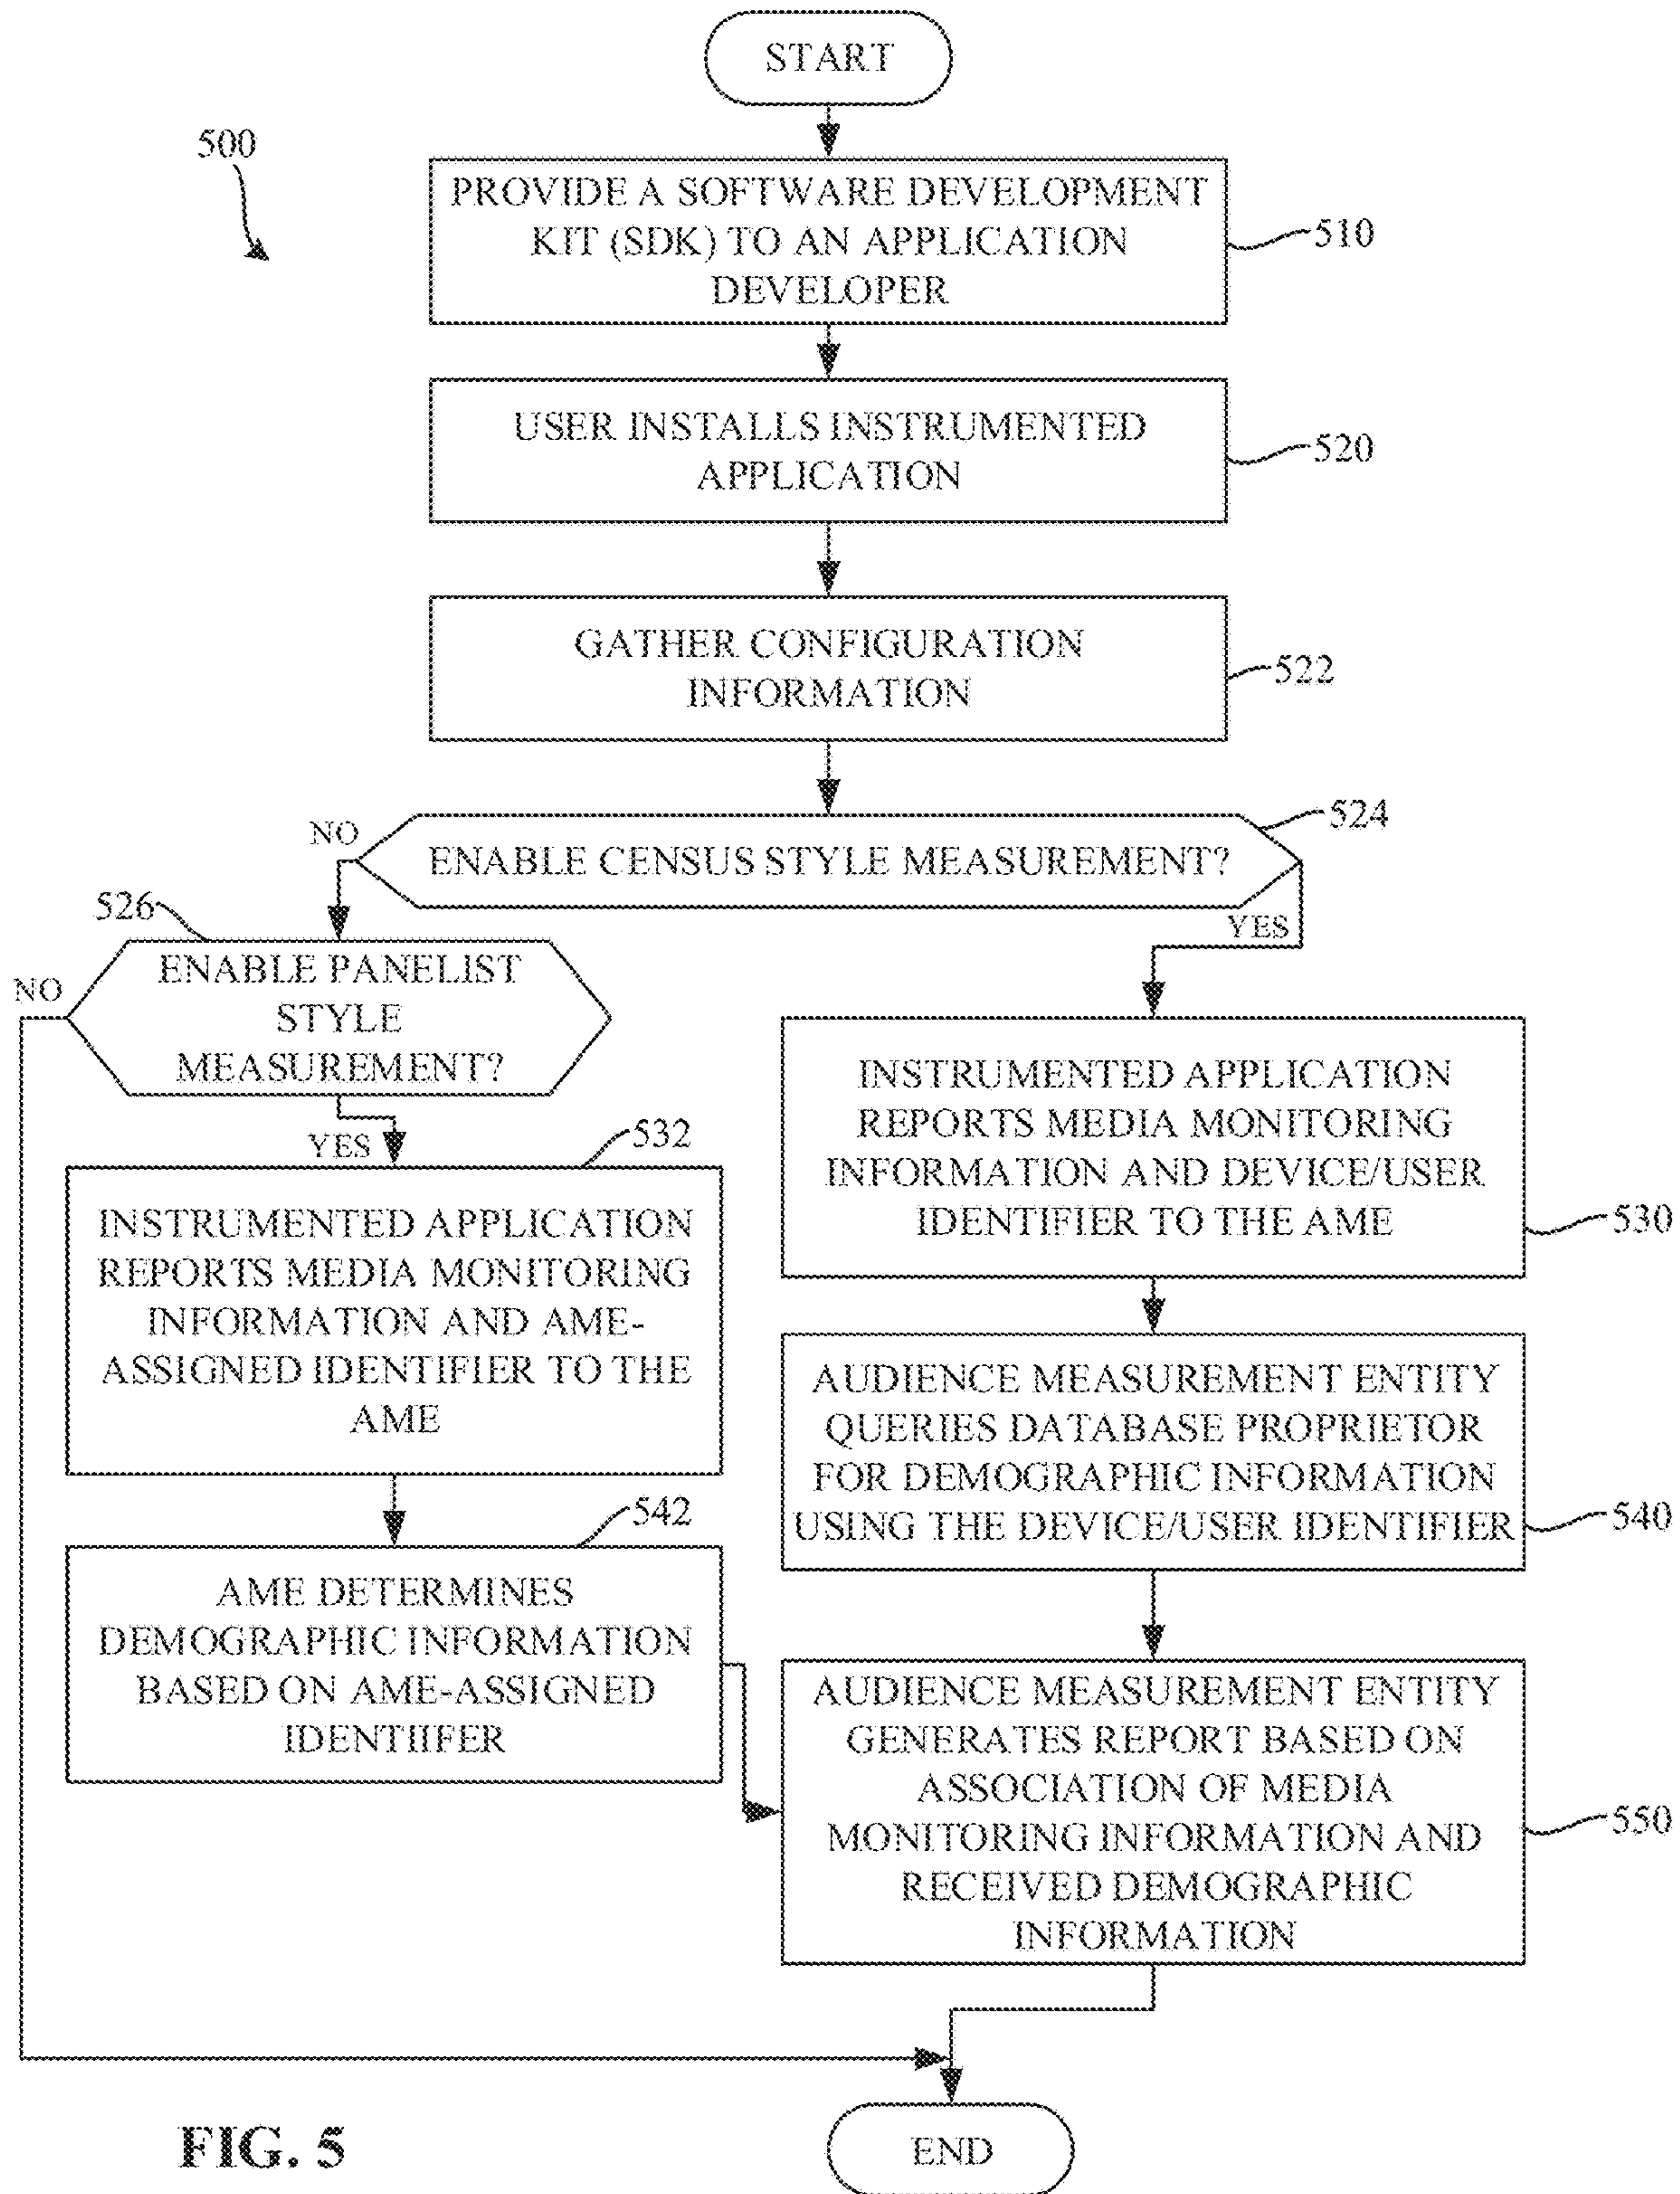 START
500
PROVIDE A SOFTWARE DEVELOPMENT
KIT (SDK) TO AN APPLICATION
DEVELOPER
510
USER INSTALLS INSTRUMENTED
APPLICATION
520
GATHER CONFIGURATION
INFORMATION
522
ENABLE CENSUS STYLE MEASUREMENT?
524
NO
YES
526
ENABLE PANELIST
STYLE
MEASUREMENT?
NO
YES
532
INSTRUMENTED APPLICATION
REPORTS MEDIA MONITORING
INFORMATION AND AME-
ASSIGNED IDENTIFIER TO THE
AME
542
AME DETERMINES
DEMOGRAPHIC INFORMATION
BASED ON AME-ASSIGNED
IDENTIIFER
INSTRUMENTED APPLICATION
REPORTS MEDIA MONITORING
INFORMATION AND DEVICE/USER
IDENTIFIER TO THE AME
530
AUDIENCE MEASUREMENT ENTITY
QUERIES DATABASE PROPRIETOR
FOR DEMOGRAPHIC INFORMATION
USING THE DEVICE/USER IDENTIFIER
540
AUDIENCE MEASUREMENT ENTITY
GENERATES REPORT BASED ON
ASSOCIATION OF MEDIA
MONITORING INFORMATION AND
RECEIVED DEMOGRAPHIC
INFORMATION
550
END
FIG. 5